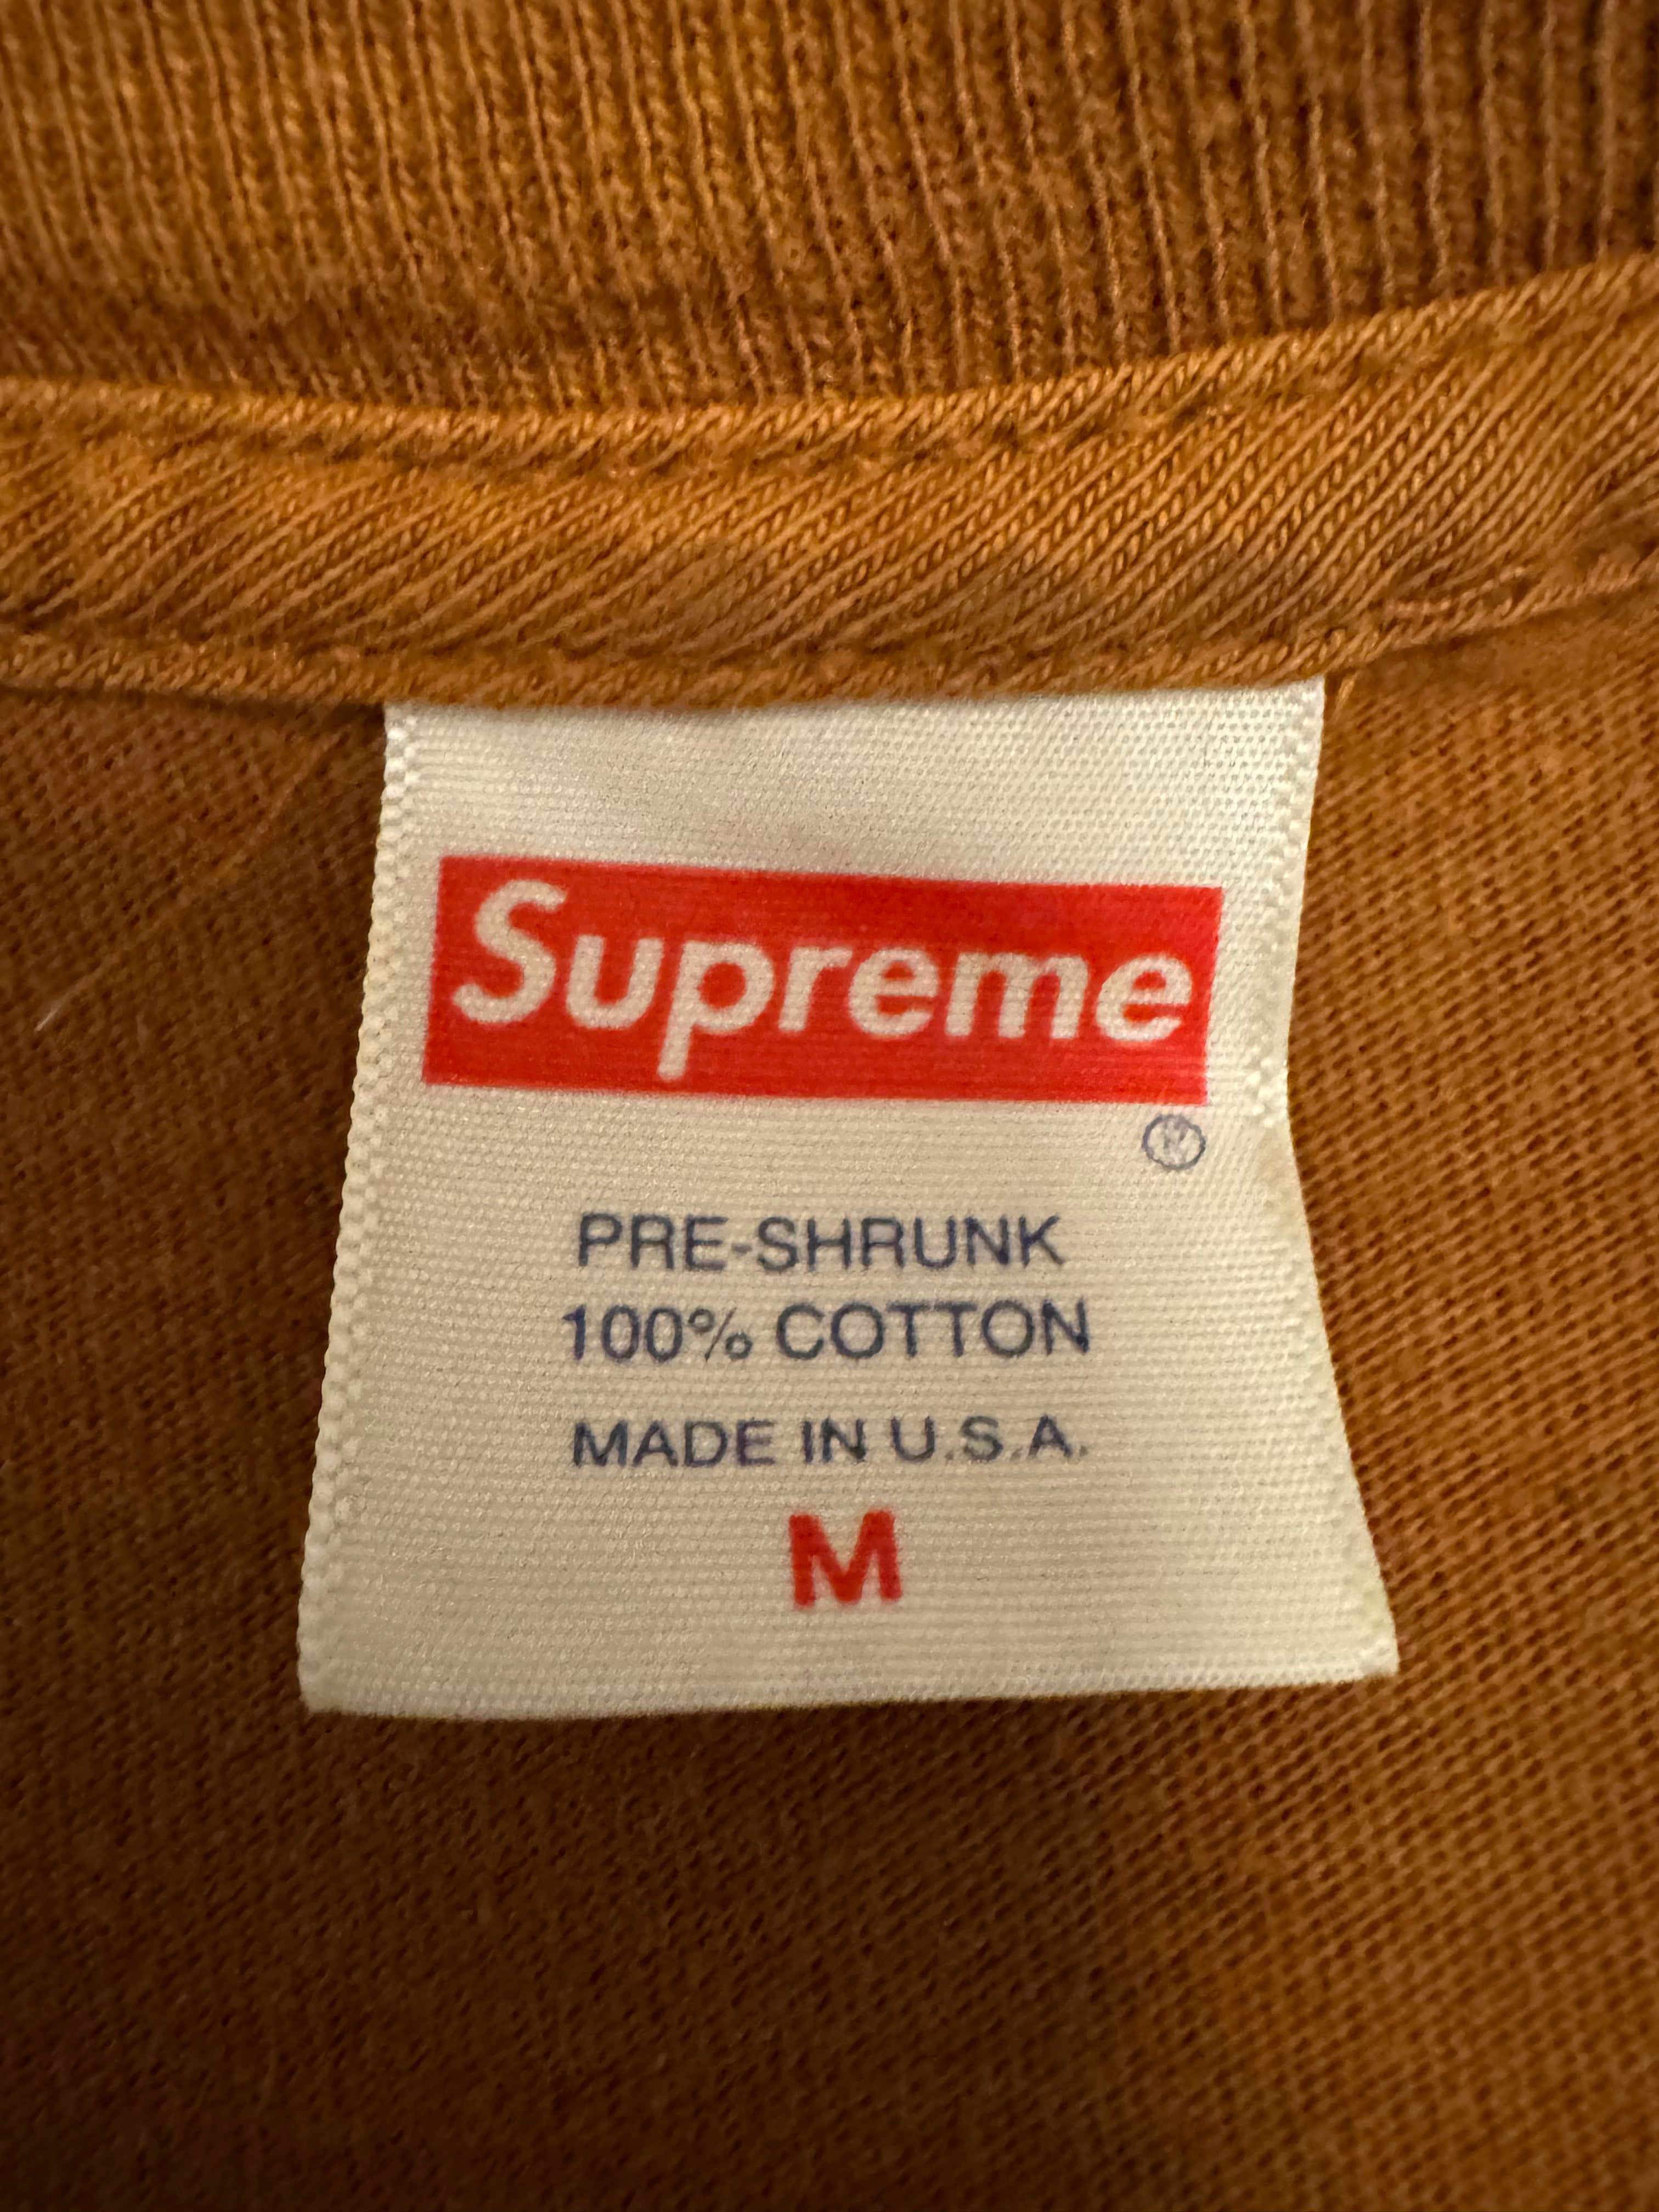 Supreme
®
PRE-SHRUNK
100% COTTON
MADE IN U.S.A.
M